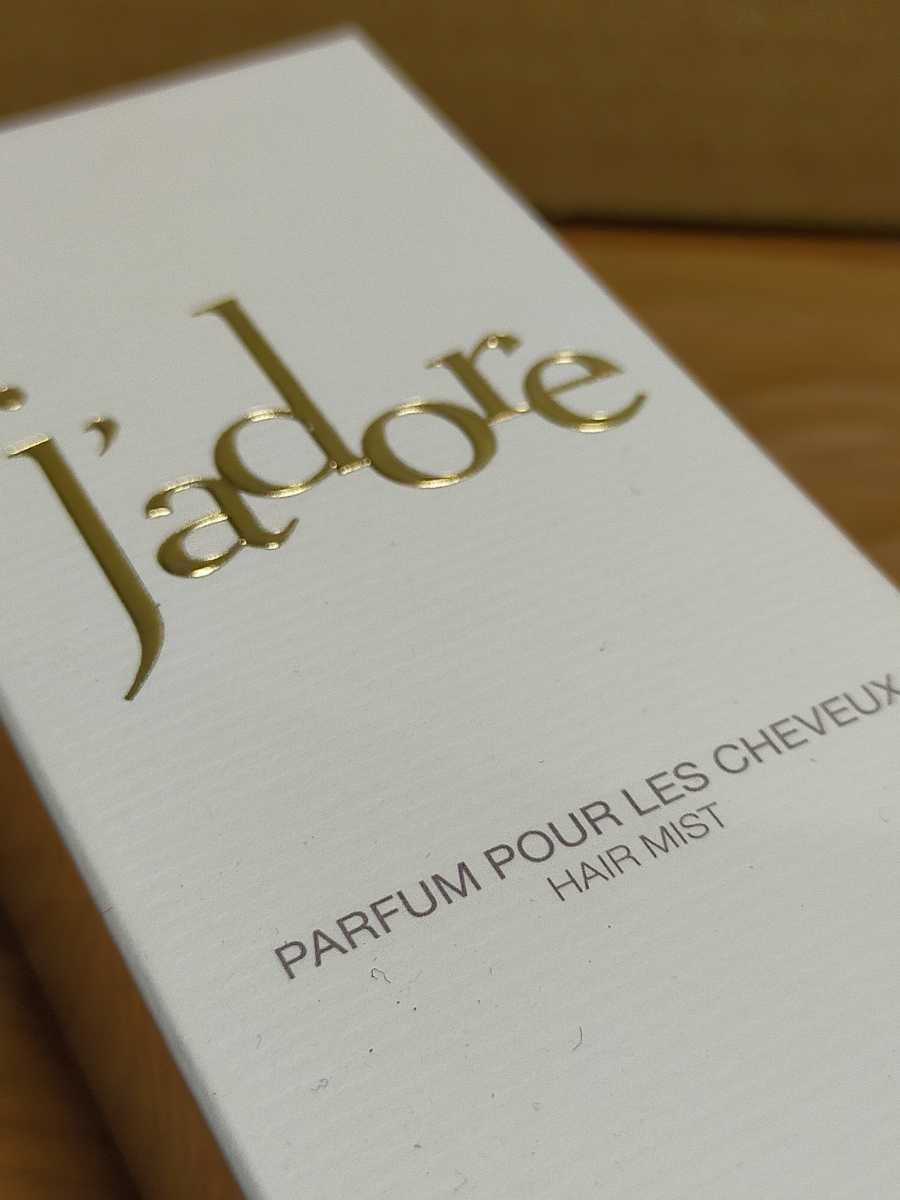 j'adore
PARFUM POUR LES CHEVEUX
HAIR MIST